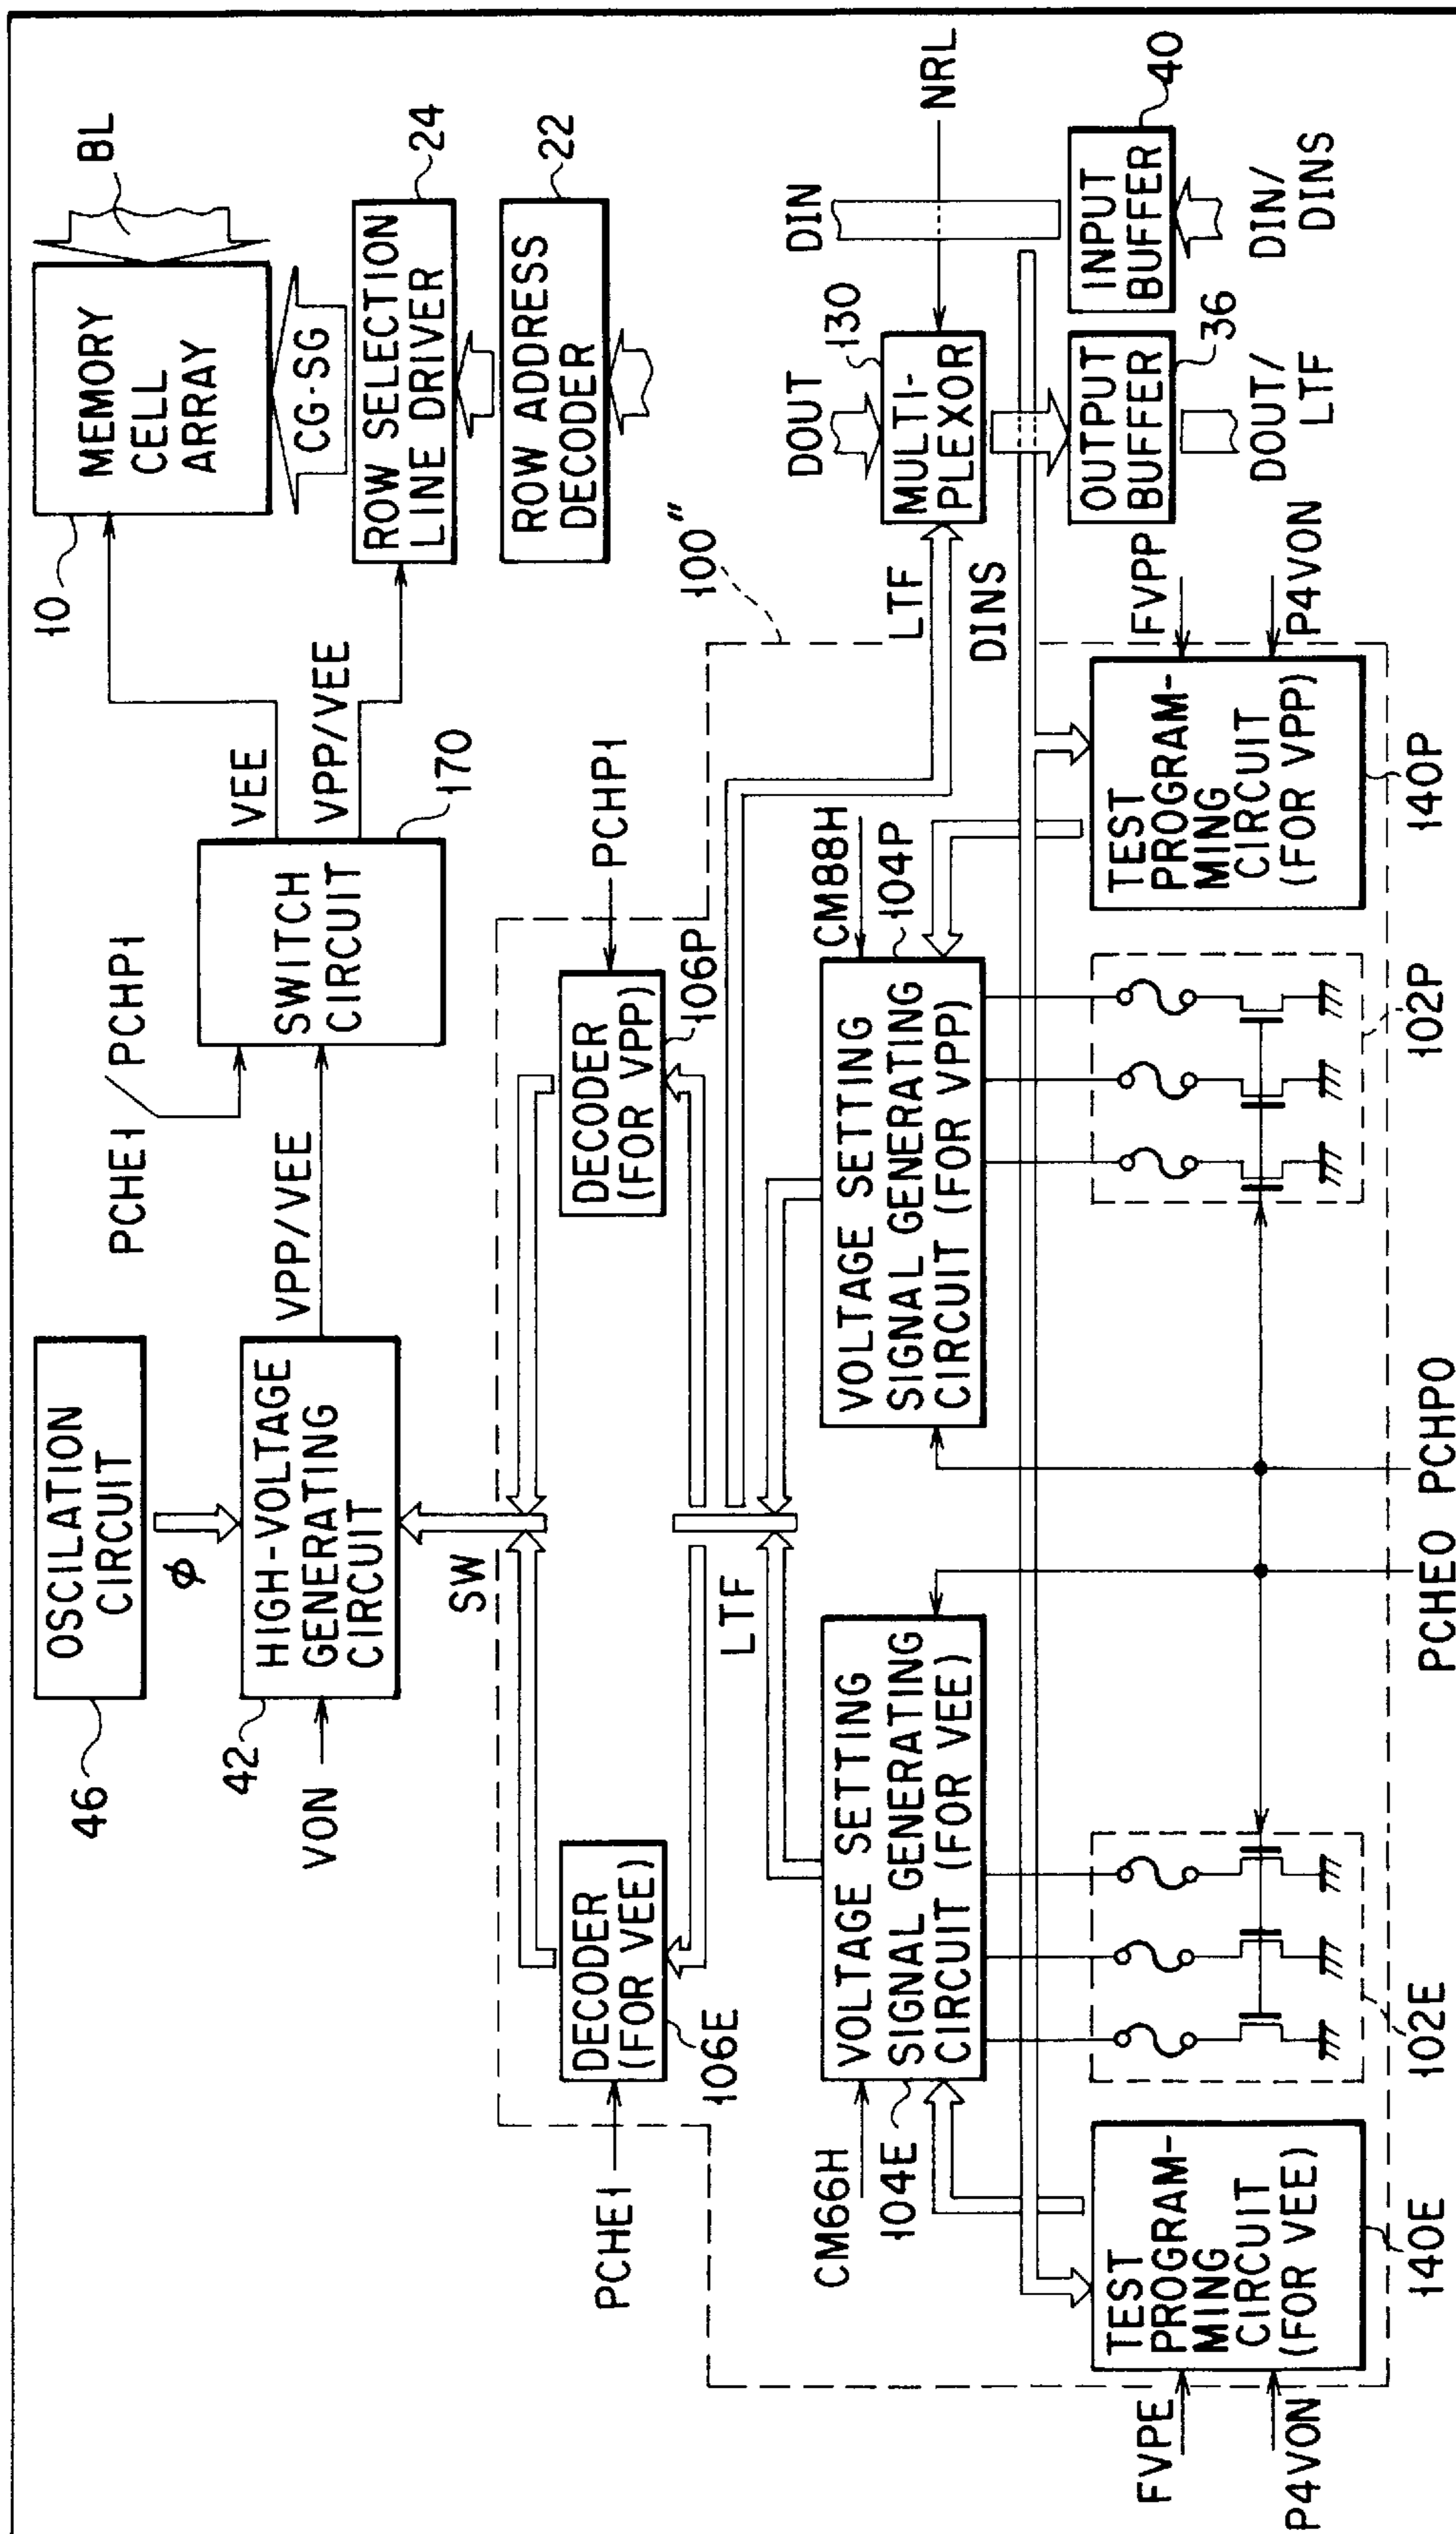 46
OSCILATION
CIRCUIT
φ
42
HIGH-VOLTAGE
GENERATING
CIRCUIT
VON
VPP/VEE
PCHE1
PCHP1
SWITCH
CIRCUIT
170
VEE
VPP/VEE
10
MEMORY
CELL
ARRAY
BL
CG·SG
ROW SELECTION
LINE DRIVER
24
ROW ADDRESS
DECODER
22
SW
PCHE1
DECODER
(FOR VEE)
106E
DECODER
(FOR VPP)
106P
PCHP1
LTF
100"
LTF
DINS
CM66H
104E
VOLTAGE SETTING
SIGNAL GENERATING
CIRCUIT (FOR VEE)
VOLTAGE SETTING
SIGNAL GENERATING
CIRCUIT (FOR VPP)
CM88H
104P
DOUT
MULTI-
PLEXOR
130
DIN
NRL
FVPE
P4VON
TEST
PROGRAM-
MING
CIRCUIT
(FOR VEE)
140E
102E
PCHEO
PCHPO
102P
TEST
PROGRAM-
MING
CIRCUIT
(FOR VPP)
140P
FVPP
P4VON
OUTPUT
BUFFER
36
DOUT/
LTF
INPUT
BUFFER
40
DIN/
DINS